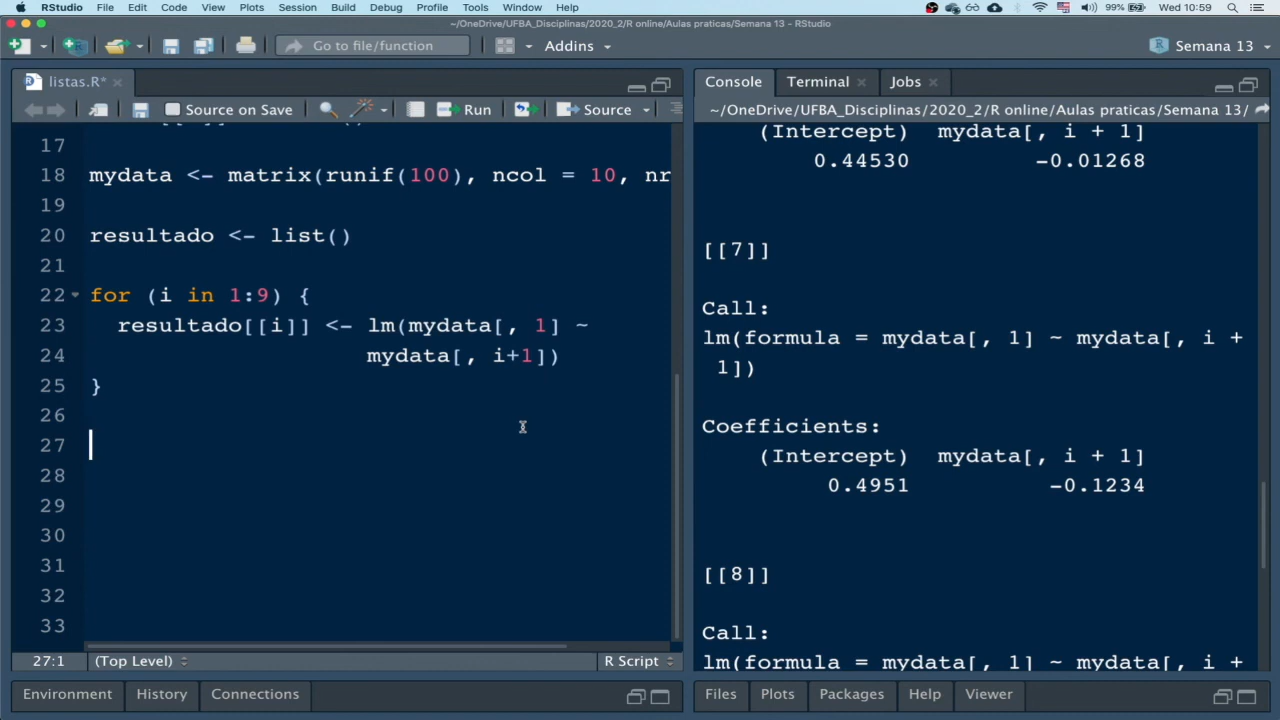 RStudio File Edit Code View Plots Session Build Debug Profile Tools Window Help 99% Wed 10:59
~/OneDrive/UFBA_Disciplinas/2020_2/R online/Aulas praticas/Semana 13 - RStudio
Go to file/function Addins Semana 13
listas.R*
Source on Save Run Source
17
18 mydata <- matrix(runif(100), ncol = 10, nr
19
20 resultado <- list()
21
22 for (i in 1:9) {
23 resultado[[i]] <- lm(mydata[, 1] ~
24 mydata[, i+1])
25 }
26
27
28
29
30
31
32
33
27:1 (Top Level) R Script
Environment History Connections
Console Terminal Jobs
~/OneDrive/UFBA_Disciplinas/2020_2/R online/Aulas praticas/Semana 13/
(Intercept) mydata[, i + 1]
0.44530 -0.01268
[[7]]
Call:
lm(formula = mydata[, 1] ~ mydata[, i +
1])
Coefficients:
(Intercept) mydata[, i + 1]
0.4951 -0.1234
[[8]]
Call:
lm(formula = mydata[, 1] ~ mydata[, i +
Files Plots Packages Help Viewer